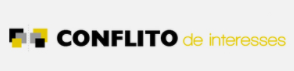 CONFLITO de interesses